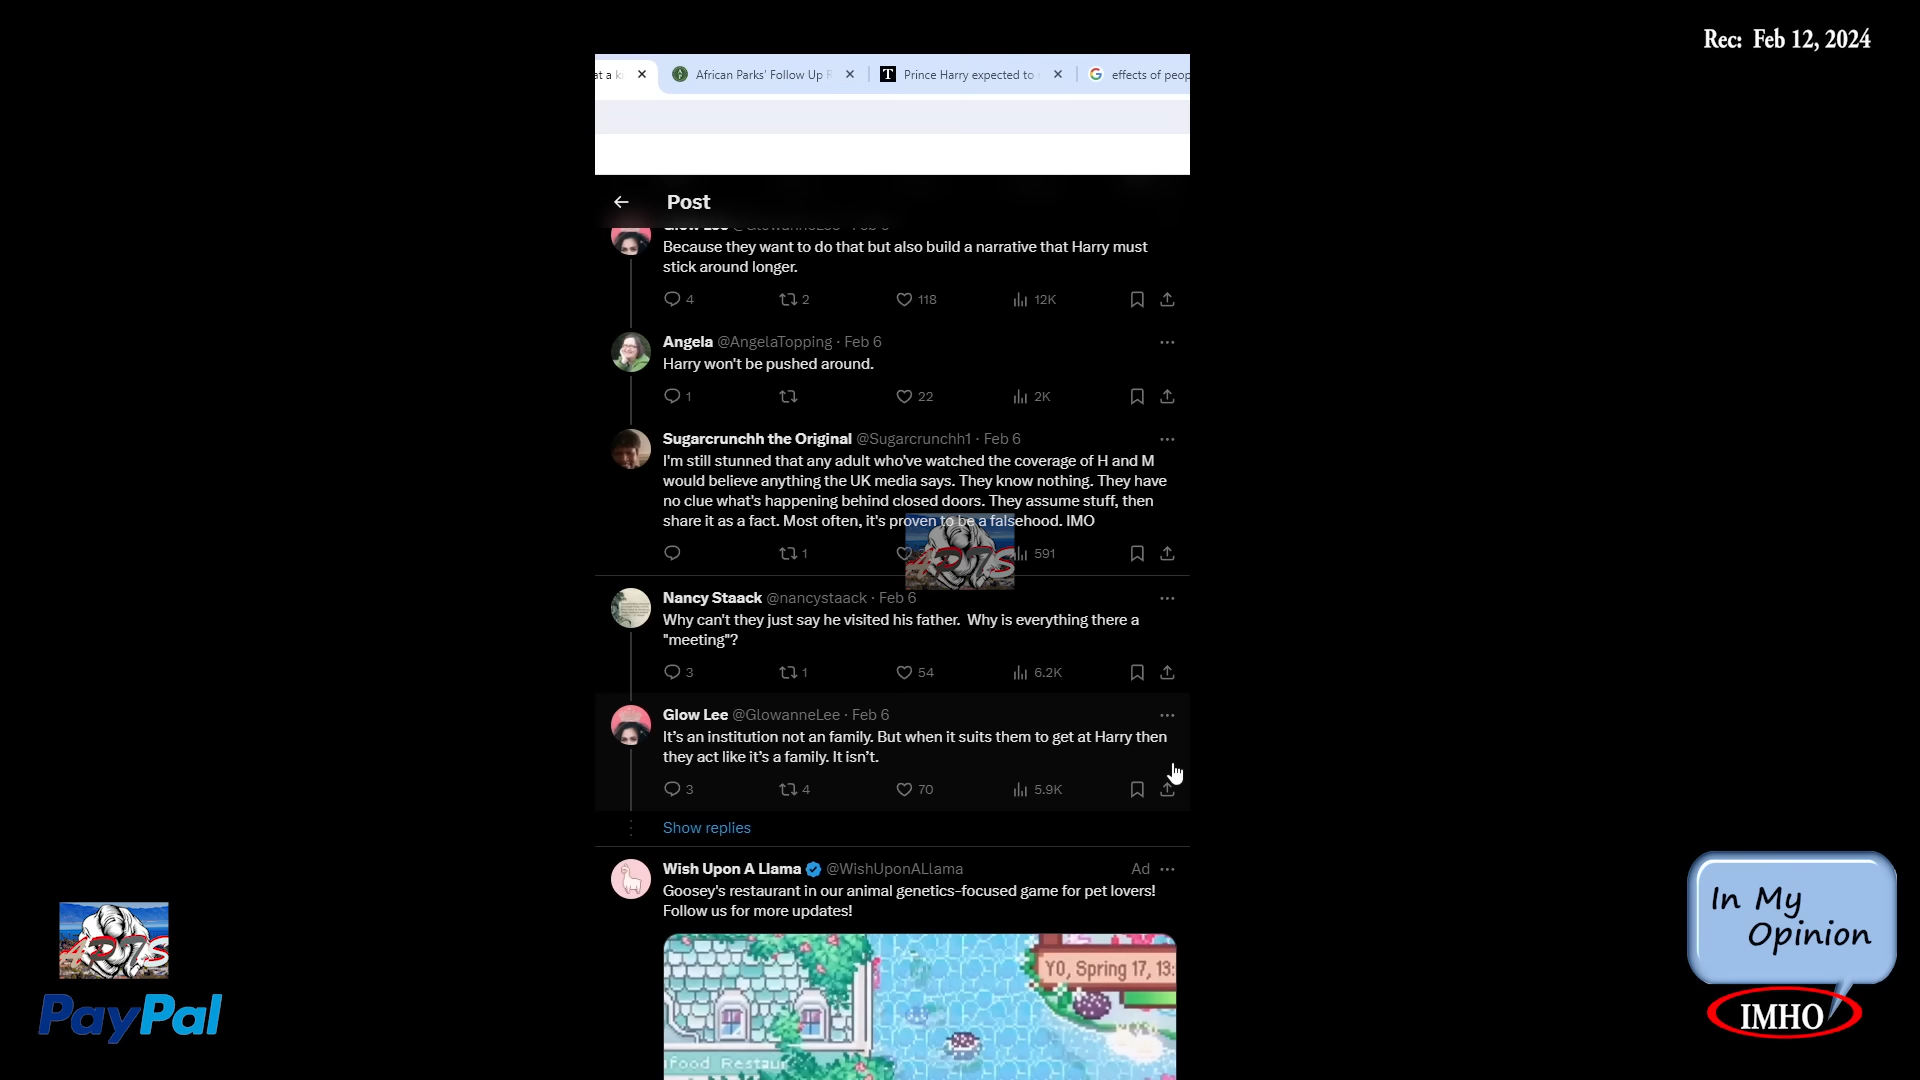 Rec: Feb 12, 2024
at a k
African Parks' Follow Up R
Prince Harry expected to
effects of peop
Post
Glow Lee @GlowanneLee · Feb 6
Because they want to do that but also build a narrative that Harry must
stick around longer.
4 2 118 12K
Angela @AngelaTopping · Feb 6
Harry won't be pushed around.
1 22 2K
Sugarcrunchh the Original @Sugarcrunchh1 · Feb 6
I'm still stunned that any adult who've watched the coverage of H and M
would believe anything the UK media says. They know nothing. They have
no clue what's happening behind closed doors. They assume stuff, then
share it as a fact. Most often, it's proven to be a falsehood. IMO
1 591
Nancy Staack @nancystaack · Feb 6
Why can't they just say he visited his father.  Why is everything there a
"meeting"?
3 1 54 6.2K
Glow Lee @GlowanneLee · Feb 6
It's an institution not an family. But when it suits them to get at Harry then
they act like it's a family. It isn't.
3 4 70 5.9K
Show replies
Wish Upon A Llama @WishUponALlama Ad
Goosey's restaurant in our animal genetics-focused game for pet lovers!
Follow us for more updates!
Y0, Spring 17, 13:
PayPal
In My
Opinion
IMHO